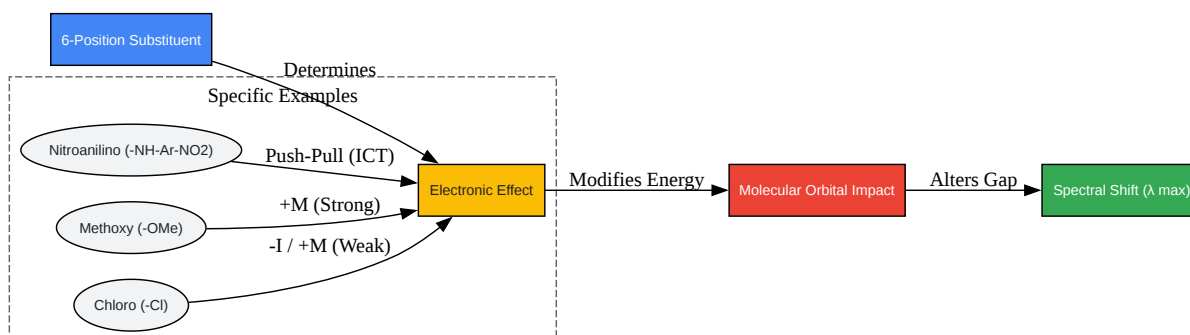 6-Position Substituent
Determines
Specific Examples
Nitroanilino (-NH-Ar-NO2)
Push-Pull (ICT)
Electronic Effect
Modifies Energy
Molecular Orbital Impact
Alters Gap
Spectral Shift (λ max)
+M (Strong)
Methoxy (-OMe)
-I / +M (Weak)
Chloro (-Cl)